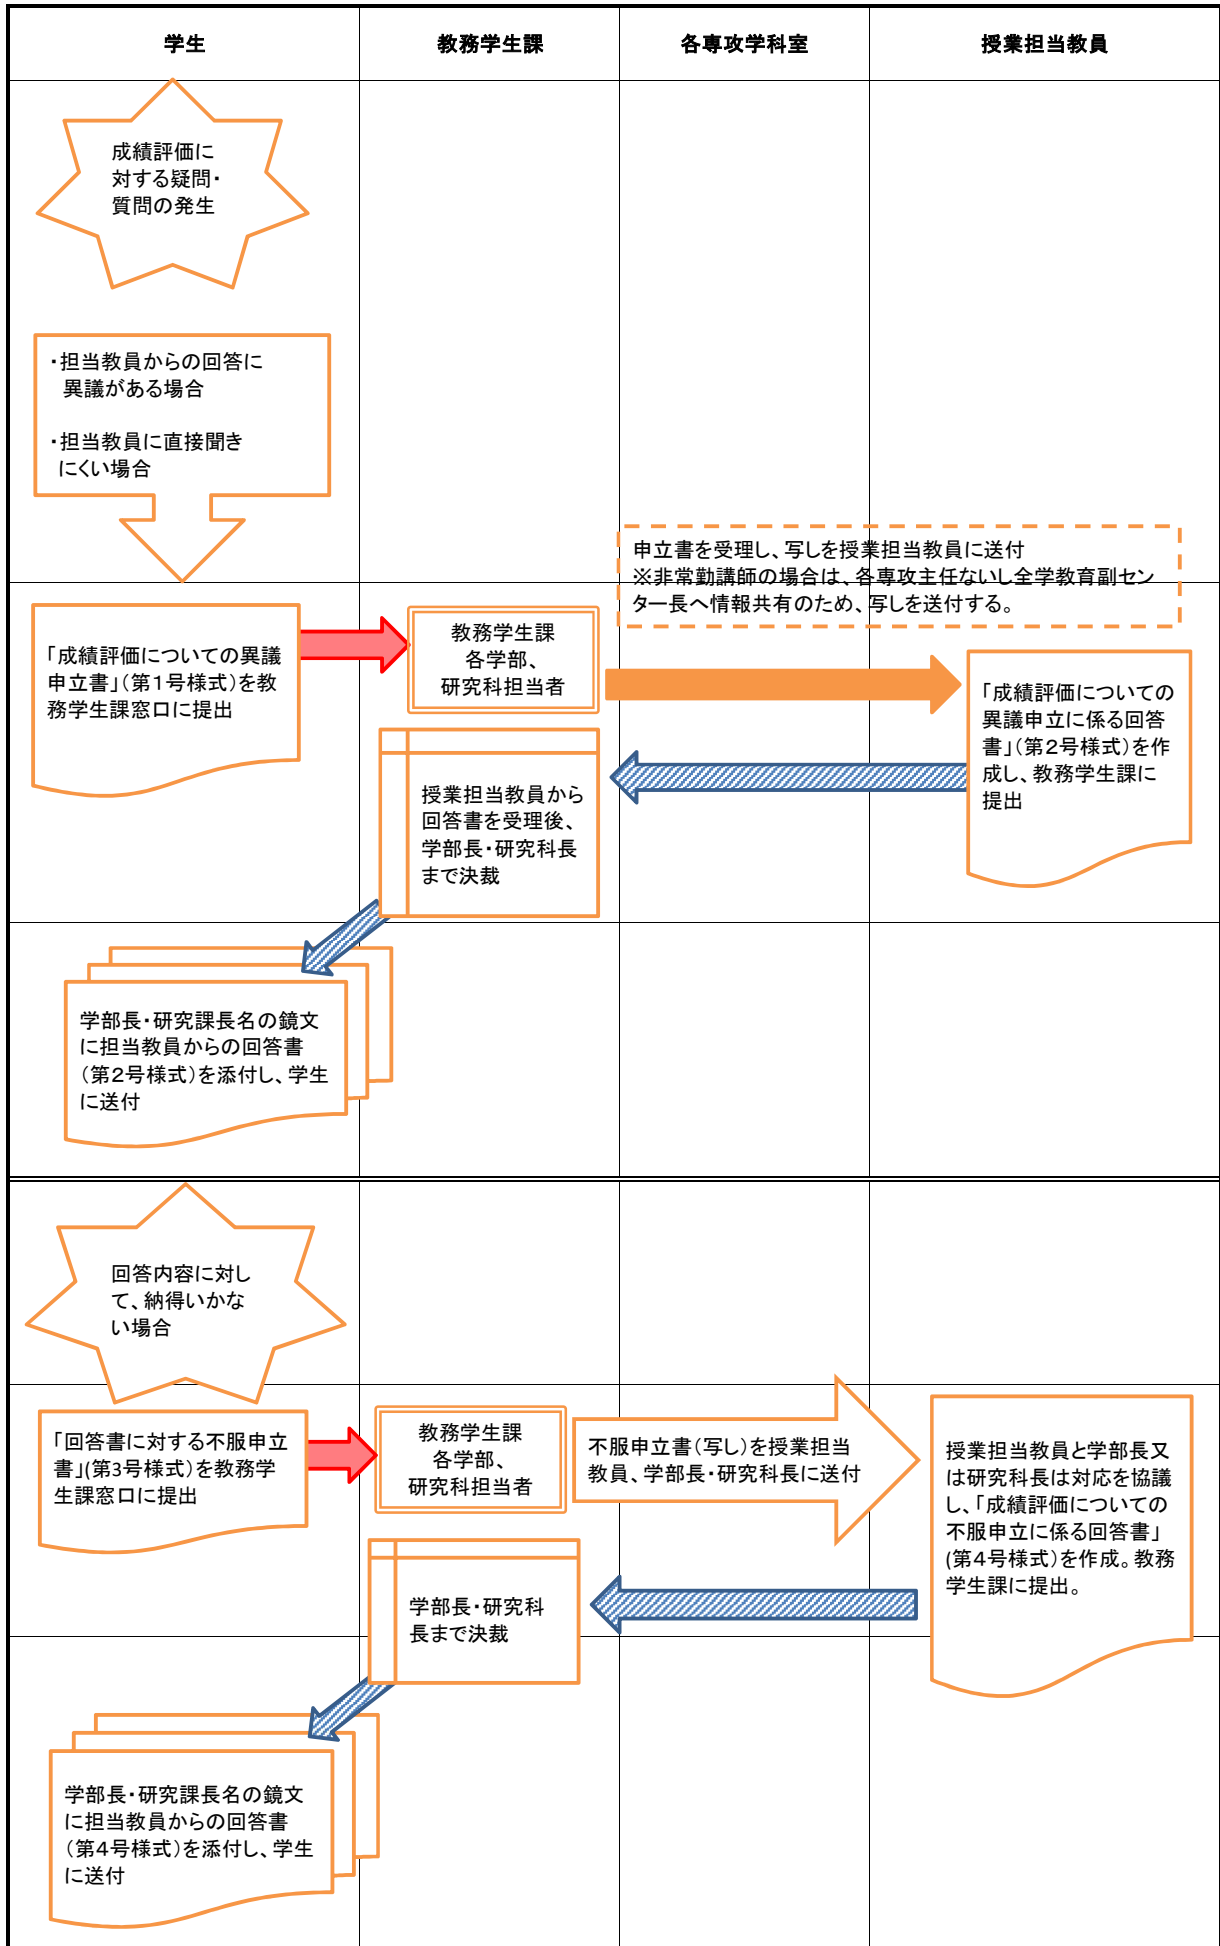 学生
教務学生課
各専攻学科室
授業担当教員
成績評価に
対する疑問・
質問の発生
・担当教員からの回答に
異議がある場合
・担当教員に直接聞き
にくい場合
申立書を受理し、写しを授業担当教員に送付
※非常勤講師の場合は、各専攻主任ないし全学教育副セン
ター長へ情報共有のため、写しを送付する。
「成績評価についての異議
申立書」（第１号様式）を教
務学生課窓口に提出
教務学生課
各学部、
研究科担当者
「成績評価についての
異議申立に係る回答
書」（第２号様式）を作
成し、教務学生課に
提出
授業担当教員から
回答書を受理後、
学部長・研究科長
まで決裁
学部長・研究課長名の鏡文
に担当教員からの回答書
（第２号様式）を添付し、学生
に送付
回答内容に対し
て、納得いかな
い場合
「回答書に対する不服申立
書」(第3号様式）を教務学
生課窓口に提出
教務学生課
各学部、
研究科担当者
不服申立書（写し）を授業担当
教員、学部長・研究科長に送付
授業担当教員と学部長又
は研究科長は対応を協議
し、「成績評価についての
不服申立に係る回答書」
(第４号様式）を作成。教務
学生課に提出。
学部長・研究科
長まで決裁
学部長・研究課長名の鏡文
に担当教員からの回答書
（第４号様式）を添付し、学生
に送付